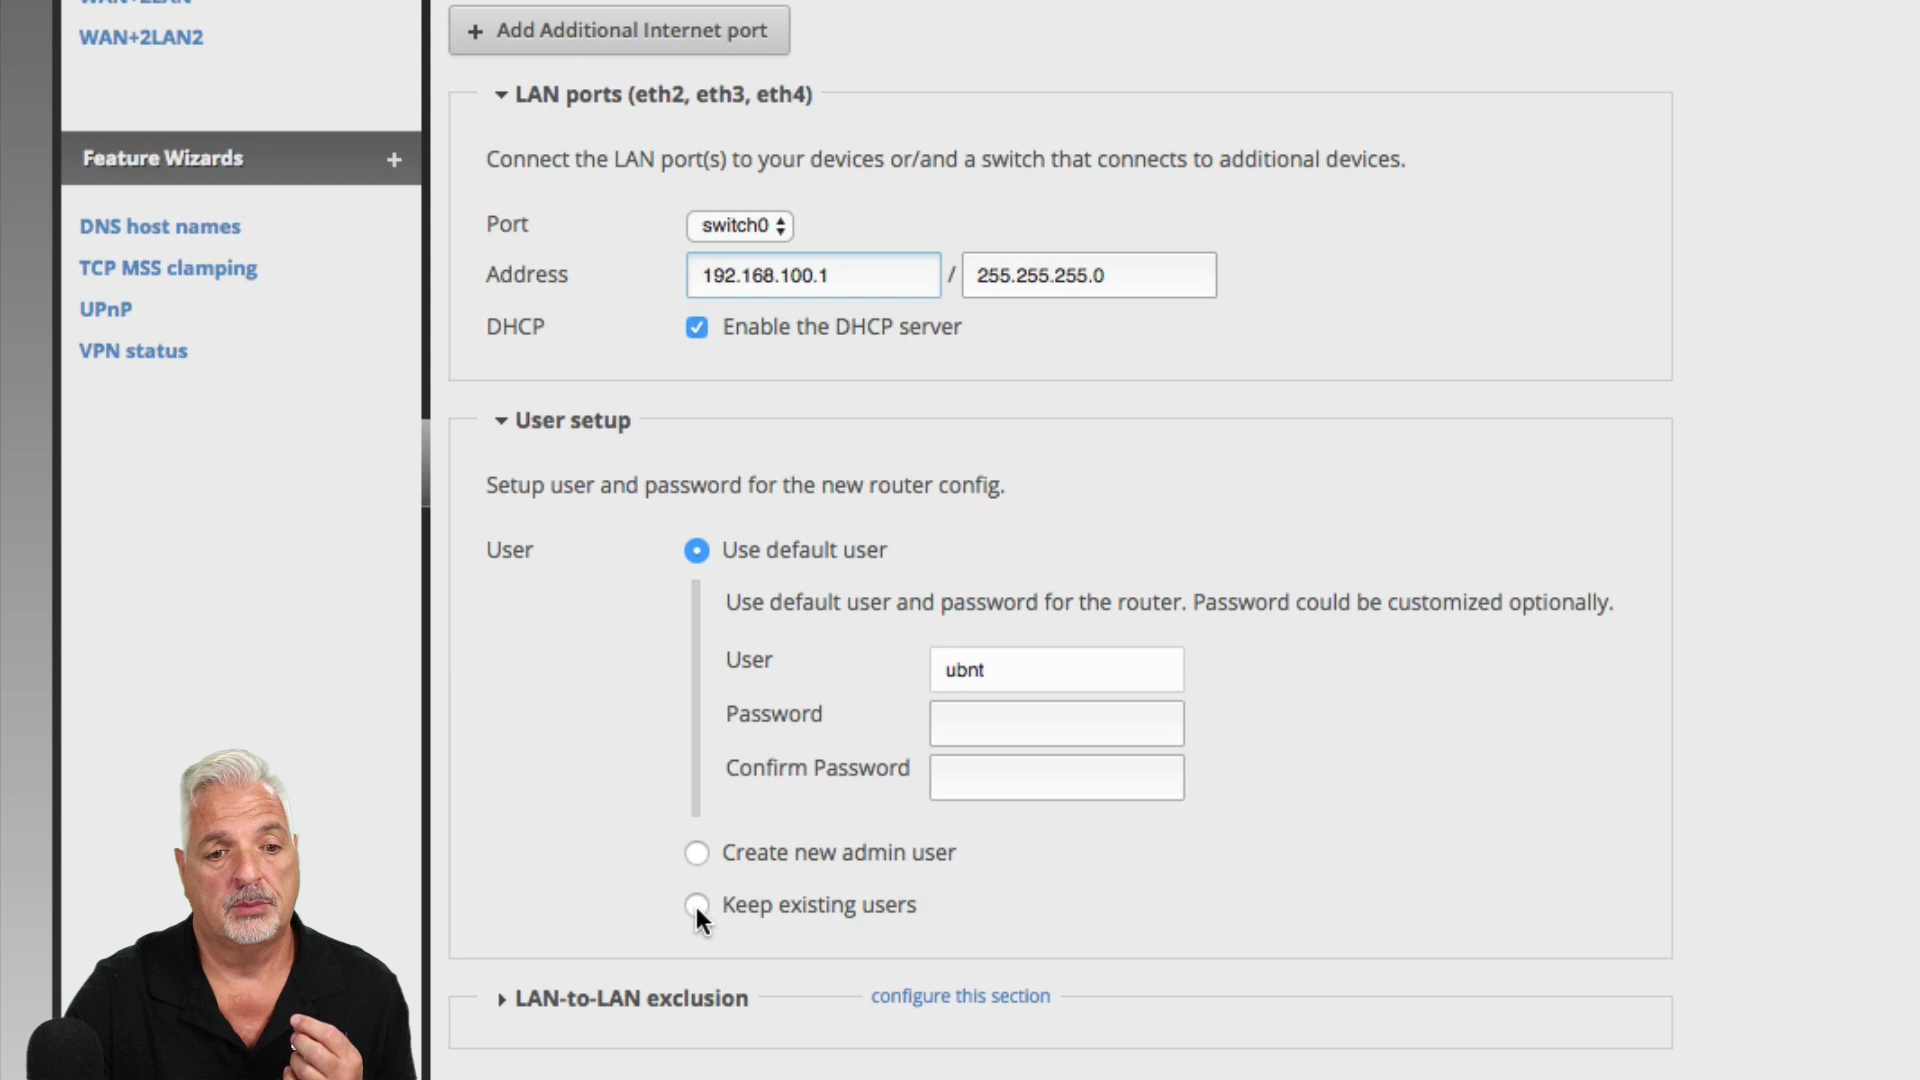 WAN+2LAN
WAN+2LAN2
Feature Wizards +
DNS host names
TCP MSS clamping
UPnP
VPN status
+ Add Additional Internet port
LAN ports (eth2, eth3, eth4)
Connect the LAN port(s) to your devices or/and a switch that connects to additional devices.
Port switch0
Address 192.168.100.1 / 255.255.255.0
DHCP Enable the DHCP server
User setup
Setup user and password for the new router config.
User Use default user
Use default user and password for the router. Password could be customized optionally.
User ubnt
Password
Confirm Password
Create new admin user
Keep existing users
LAN-to-LAN exclusion configure this section